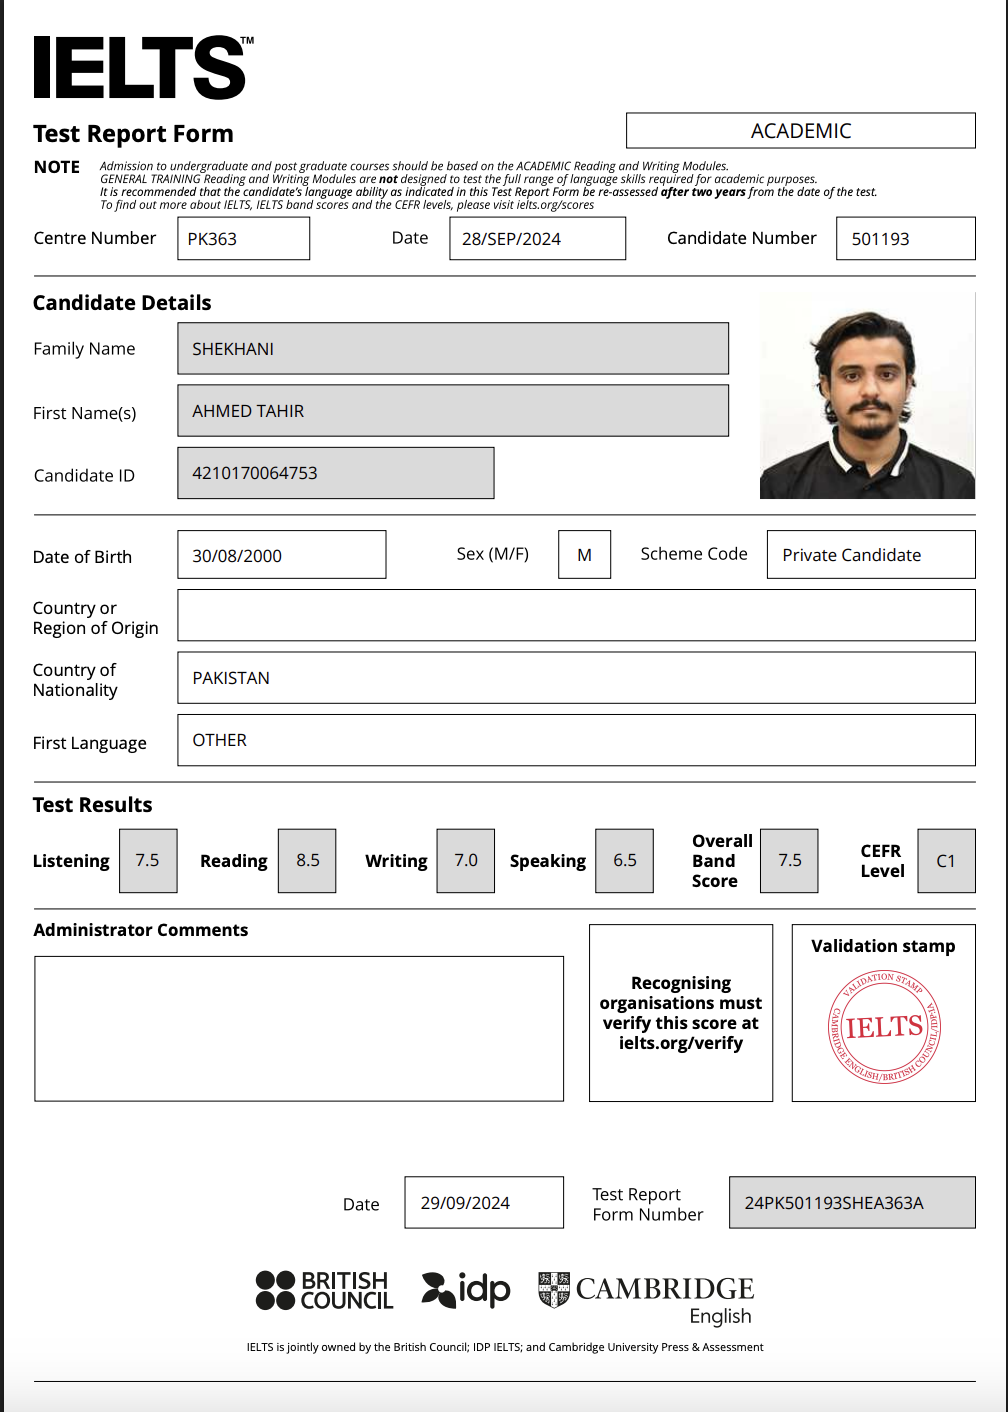 IELTS™
Test Report Form
ACADEMIC
NOTE
Admission to undergraduate and post graduate courses should be based on the ACADEMIC Reading and Writing Modules.
GENERAL TRAINING Reading and Writing Modules are not designed to test the full range of language skills required for academic purposes.
It is recommended that the candidate's language ability as indicated in this Test Report Form be re-assessed after two years from the date of the test.
To find out more about IELTS, IELTS band scores and the CEFR levels, please visit ielts.org/scores
Centre Number PK363 Date 28/SEP/2024 Candidate Number 501193
Candidate Details
Family Name SHEKHANI
First Name(s) AHMED TAHIR
Candidate ID 4210170064753
Date of Birth 30/08/2000 Sex (M/F) M Scheme Code Private Candidate
Country or
Region of Origin
Country of
Nationality
PAKISTAN
First Language OTHER
Test Results
Listening 7.5 Reading 8.5 Writing 7.0 Speaking 6.5
Overall
Band
Score
7.5
CEFR
Level
C1
Administrator Comments
Recognising
organisations must
verify this score at
ielts.org/verify
Validation stamp
VALIDATION STAMP
IELTS
CAMBRIDGE ENGLISH/BRITISH COUNCIL/IDP:IA
Date 29/09/2024
Test Report
Form Number
24PK501193SHEA363A
BRITISH
COUNCIL
idp
CAMBRIDGE
English
IELTS is jointly owned by the British Council; IDP IELTS; and Cambridge University Press & Assessment